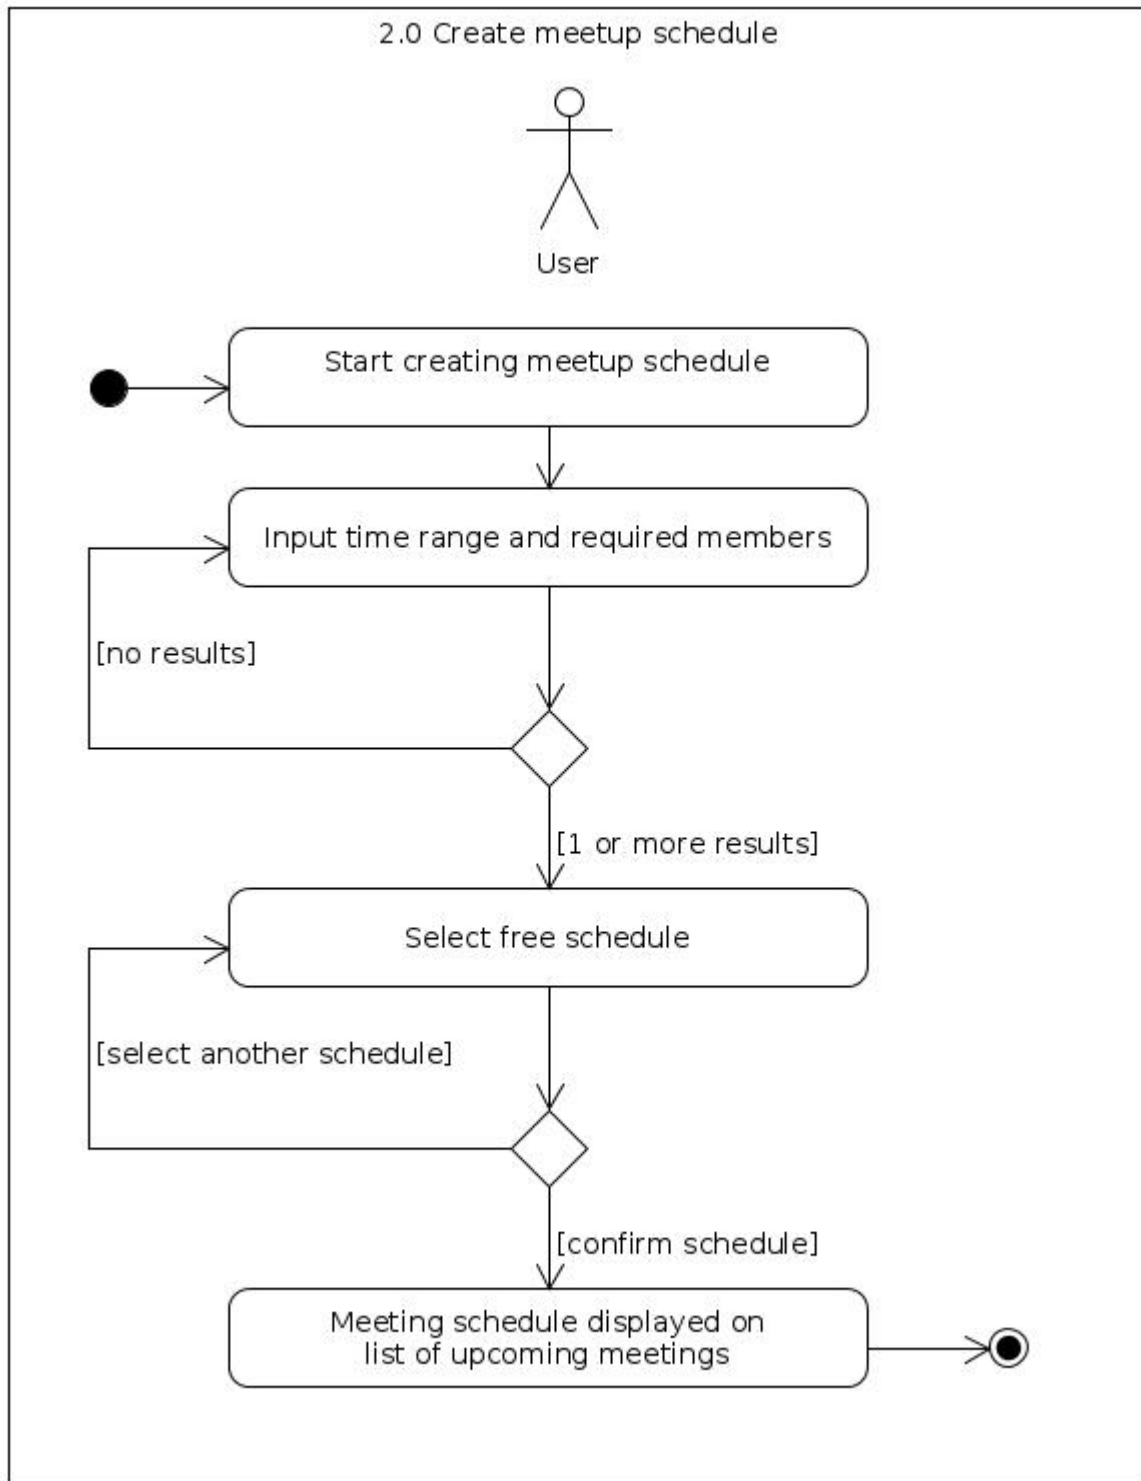 2.0 Create meetup schedule
User
Start creating meetup schedule
Input time range and required members
[no results]
[1 or more results]
Select free schedule
[select another schedule]
[confirm schedule]
Meeting schedule displayed on
list of upcoming meetings